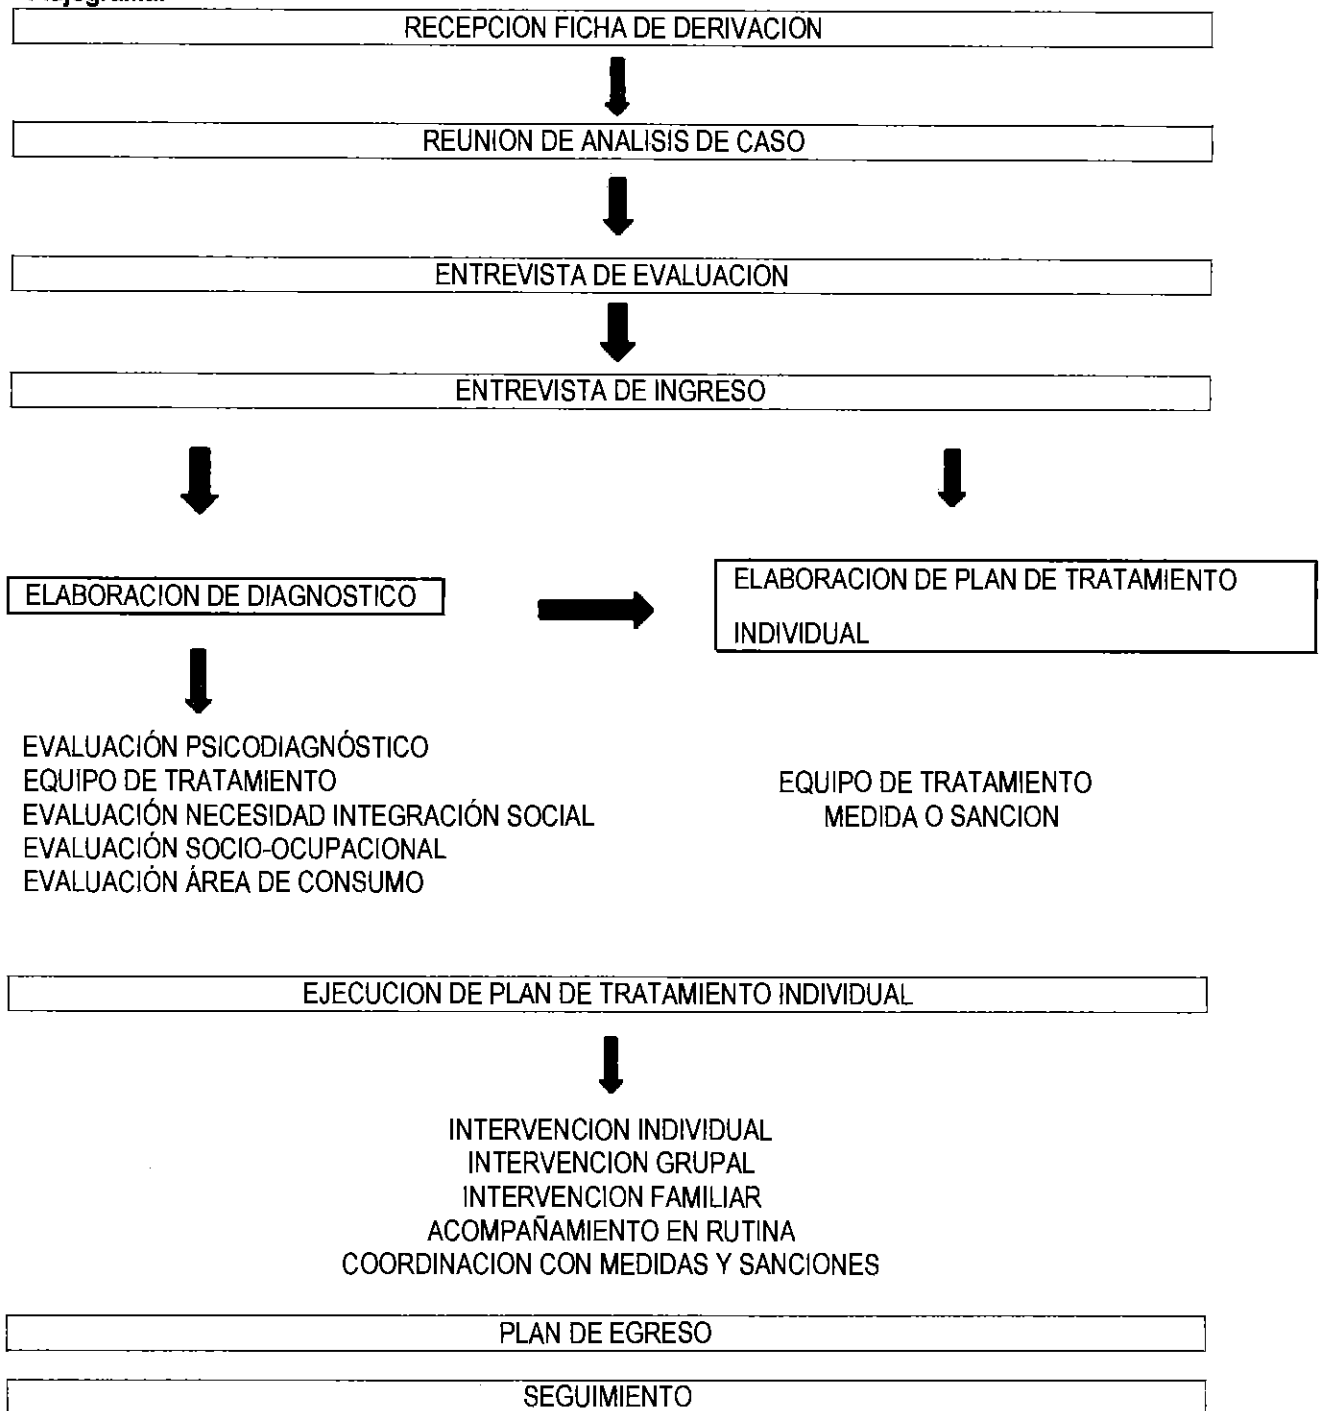 RECEPCION FICHA DE DERIVACION
REUNION DE ANALISIS DE CASO
ENTREVISTA DE EVALUACION
ENTREVISTA DE INGRESO
ELABORACION DE DIAGNOSTICO
ELABORACION DE PLAN DE TRATAMIENTO
INDIVIDUAL
EVALUACIÓN PSICODIAGNÓSTICO
EQUIPO DE TRATAMIENTO
EVALUACIÓN NECESIDAD INTEGRACIÓN SOCIAL
EVALUACIÓN SOCIO-OCUPACIONAL
EVALUACIÓN ÁREA DE CONSUMO
EQUIPO DE TRATAMIENTO
MEDIDA O SANCION
EJECUCION DE PLAN DE TRATAMIENTO INDIVIDUAL
INTERVENCION INDIVIDUAL
INTERVENCION GRUPAL
INTERVENCION FAMILIAR
ACOMPAÑAMIENTO EN RUTINA
COORDINACION CON MEDIDAS Y SANCIONES
PLAN DE EGRESO
SEGUIMIENTO